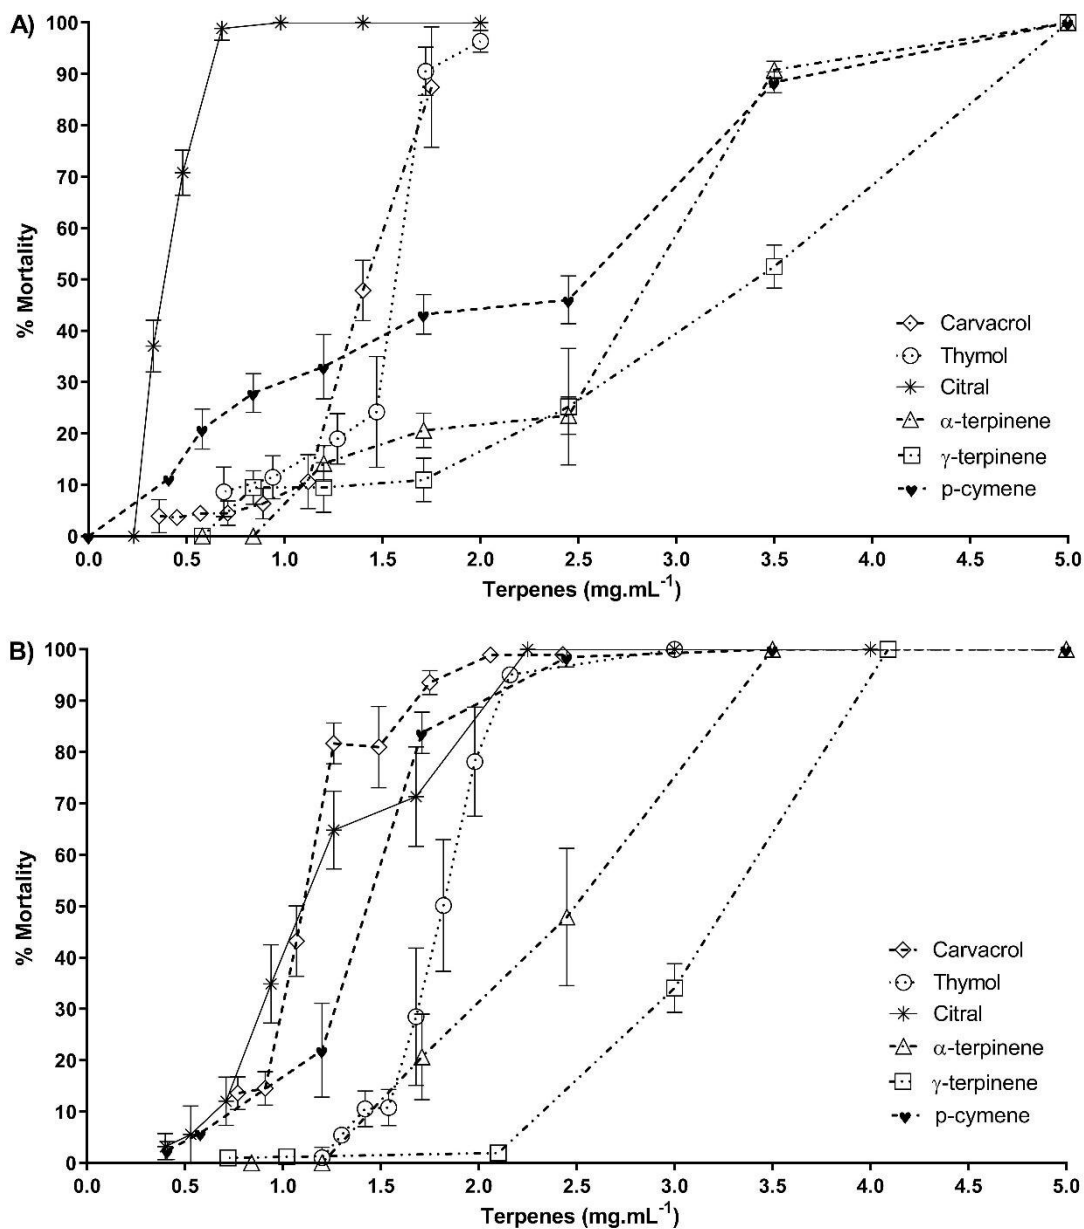 A)
% Mortality
100
90
80
70
60
50
40
30
20
10
0
Carvacrol
Thymol
Citral
α-terpinene
γ-terpinene
p-cymene
0.0 0.5 1.0 1.5 2.0 2.5 3.0 3.5 4.0 4.5 5.0
Terpenes (mg.mL⁻¹)
B)
% Mortality
100
90
80
70
60
50
40
30
20
10
0
Carvacrol
Thymol
Citral
α-terpinene
γ-terpinene
p-cymene
0.0 0.5 1.0 1.5 2.0 2.5 3.0 3.5 4.0 4.5 5.0
Terpenes (mg.mL⁻¹)